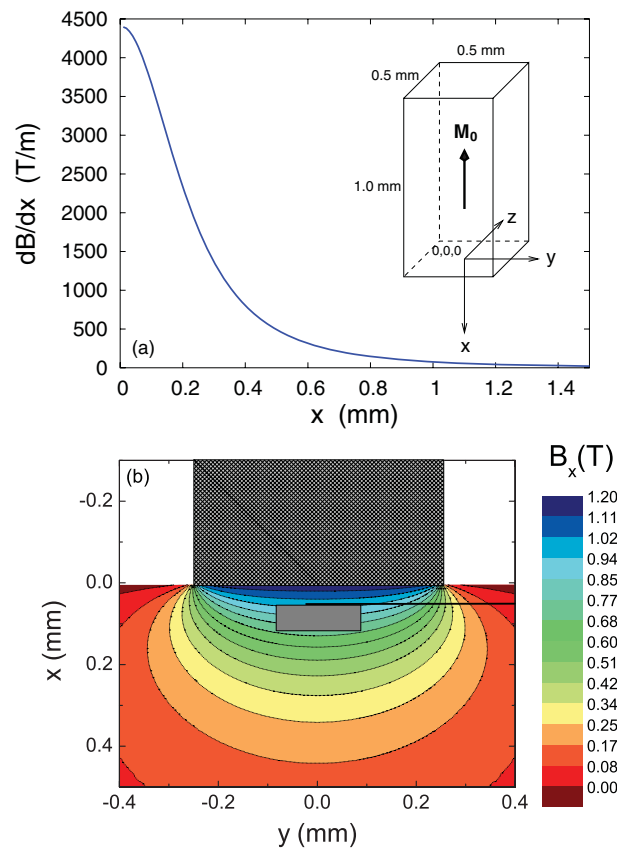 4500
4000
3500
3000
2500
2000
1500
1000
500
0
dB/dx (T/m)
(a)
0 0.2 0.4 0.6 0.8 1 1.2 1.4
x (mm)
0.5 mm
0.5 mm
M0
1.0 mm
z
0,0,0
y
x
(b)
-0.3
0.0
0.2
0.4
x (mm)
-0.4 -0.2 0.0 0.2 0.4
y (mm)
Bx(T)
1.20
1.11
1.02
0.94
0.85
0.77
0.68
0.60
0.51
0.42
0.34
0.25
0.17
0.08
0.00